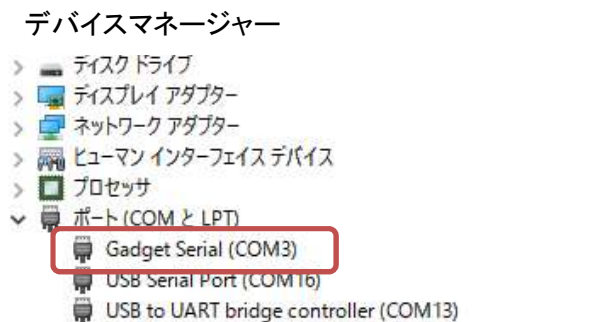 デバイスマネージャー
ディスク ドライブ
ディスプレイ アダプター
ネットワーク アダプター
ヒューマン インターフェイス デバイス
プロセッサ
ポート (COM と LPT)
Gadget Serial (COM3)
USB Serial Port (COM16)
USB to UART bridge controller (COM13)